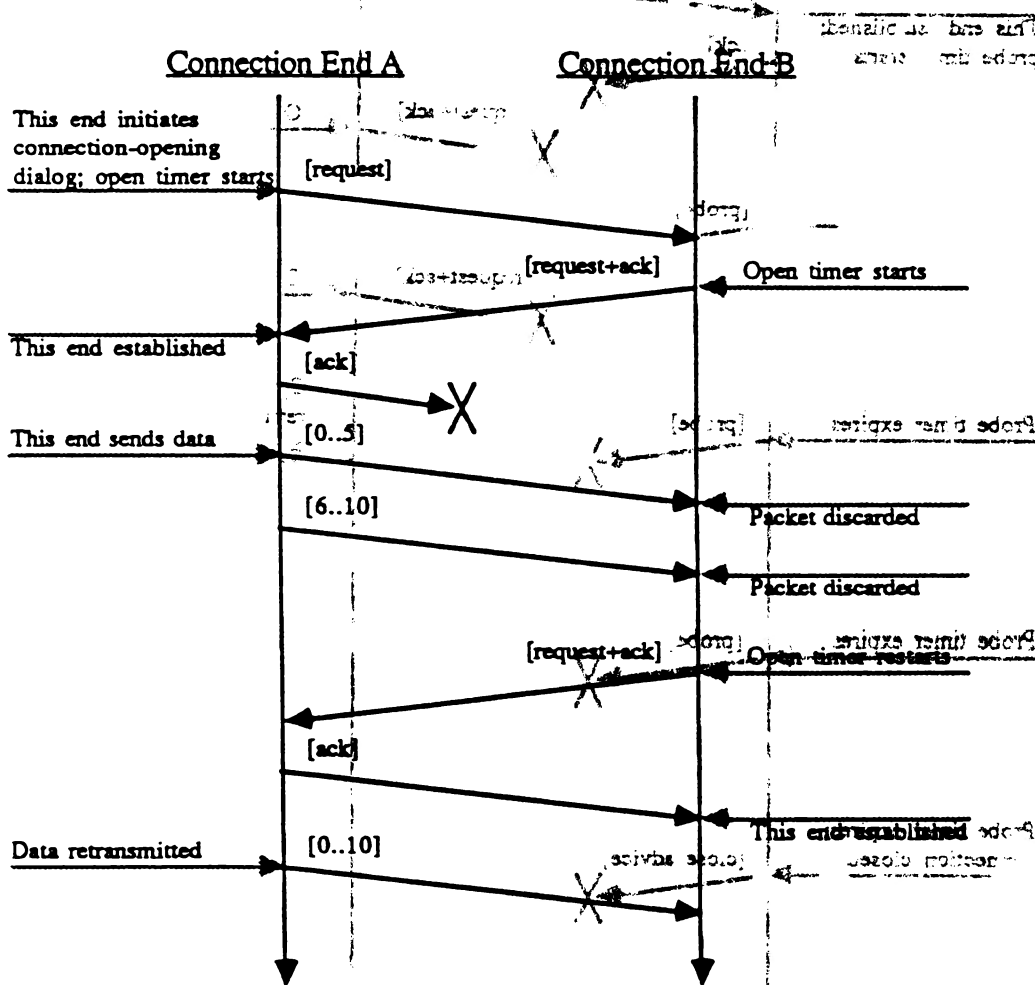 Connection End A
Connection End B
This end initiates
connection-opening
dialog; open timer starts
[request]
[request+ack]
Open timer starts
This end established
[ack]
This end sends data
[0..5]
Packet discarded
[6..10]
Packet discarded
[request+ack]
Open timer restarts
[ack]
This end established
Data retransmitted
[0..10]